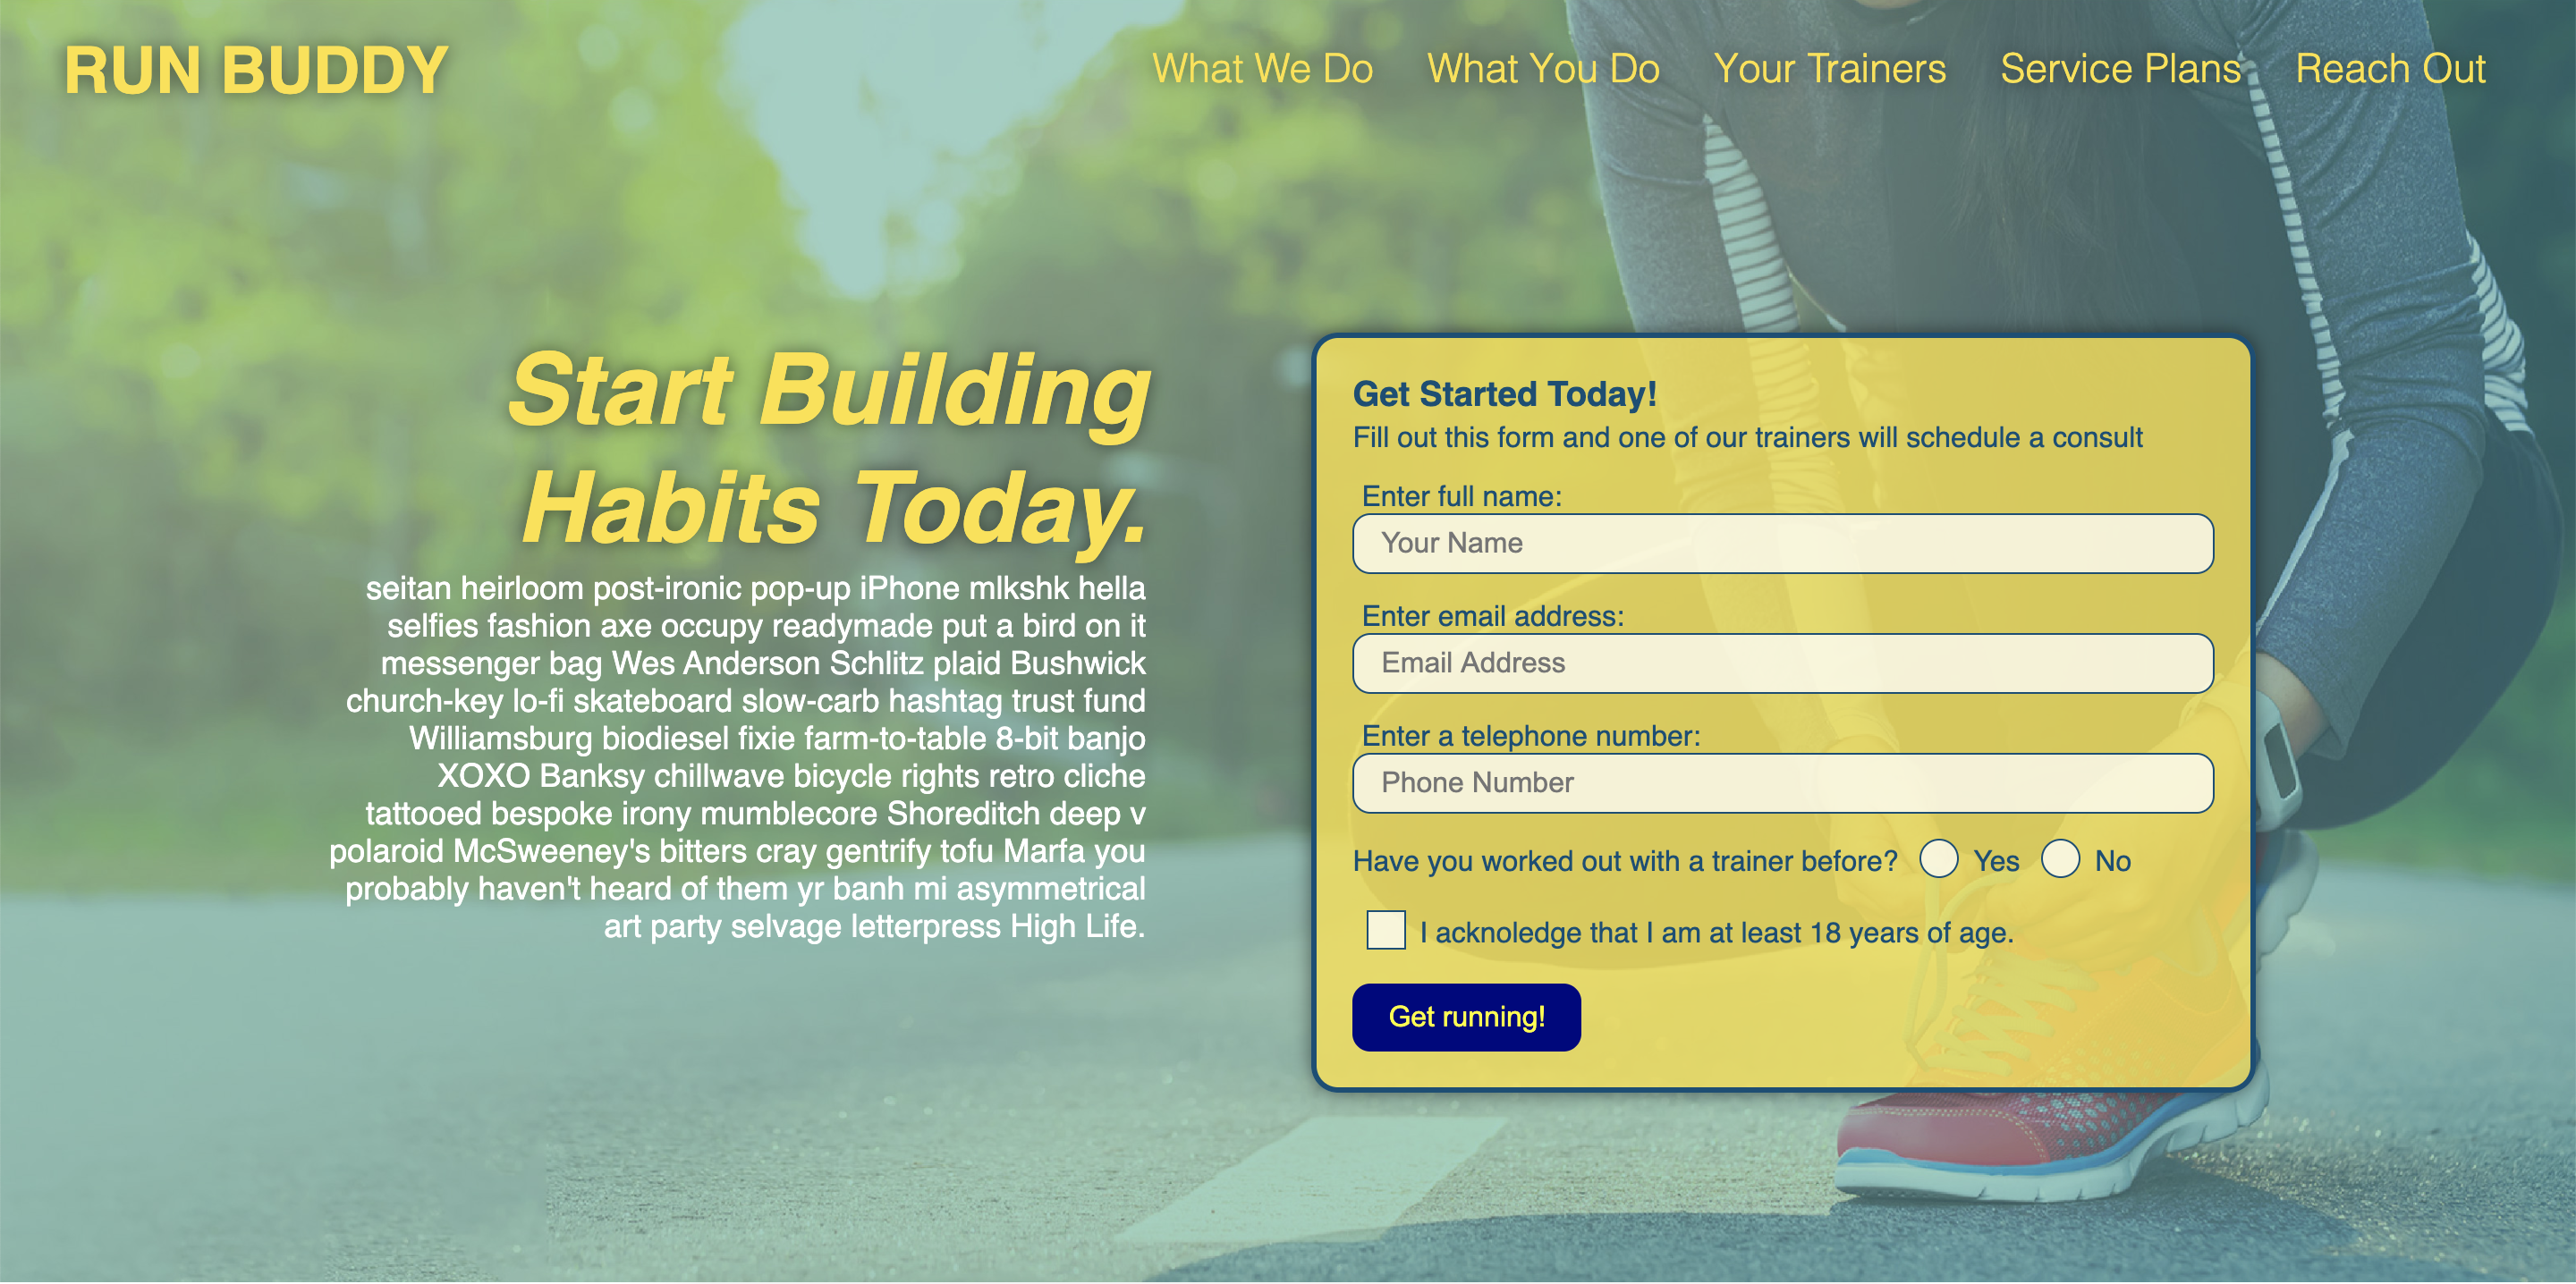 RUN BUDDY
What We Do What You Do Your Trainers Service Plans Reach Out
Start Building
Habits Today.
seitan heirloom post-ironic pop-up iPhone mlkshk hella
selfies fashion axe occupy readymade put a bird on it
messenger bag Wes Anderson Schlitz plaid Bushwick
church-key lo-fi skateboard slow-carb hashtag trust fund
Williamsburg biodiesel fixie farm-to-table 8-bit banjo
XOXO Banksy chillwave bicycle rights retro cliche
tattooed bespoke irony mumblecore Shoreditch deep v
polaroid McSweeney's bitters cray gentrify tofu Marfa you
probably haven't heard of them yr banh mi asymmetrical
art party selvage letterpress High Life.
Get Started Today!
Fill out this form and one of our trainers will schedule a consult
Enter full name:
Your Name
Enter email address:
Email Address
Enter a telephone number:
Phone Number
Have you worked out with a trainer before? Yes No
I acknoledge that I am at least 18 years of age.
Get running!